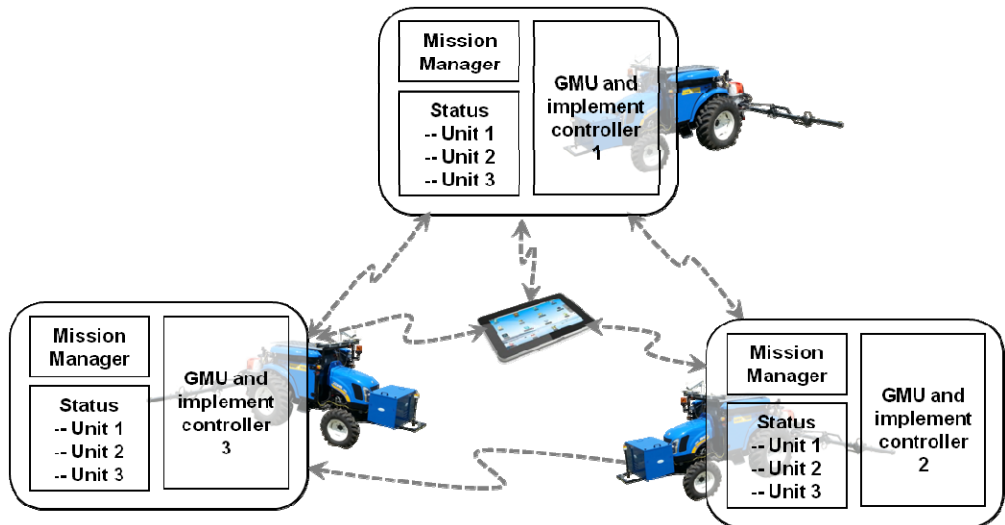 Mission
Manager
Status
-- Unit 1
-- Unit 2
-- Unit 3
GMU and
implement
controller
1
Mission
Manager
Status
-- Unit 1
-- Unit 2
-- Unit 3
GMU and
implement
controller
3
Mission
Manager
Status
-- Unit 1
-- Unit 2
-- Unit 3
GMU and
implement
controller
2